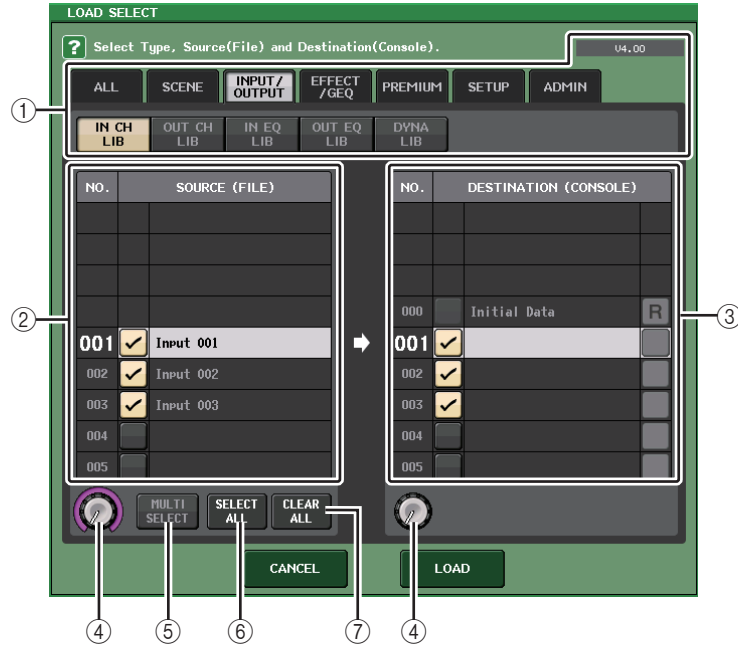 LOAD SELECT
? Select Type, Source(File) and Destination(Console).
V4.00
ALL
SCENE
INPUT/
OUTPUT
EFFECT
/GEQ
PREMIUM
SETUP
ADMIN
①
IN CH
LIB
OUT CH
LIB
IN EQ
LIB
OUT EQ
LIB
DYNA
LIB
NO. SOURCE (FILE)
NO. DESTINATION (CONSOLE)
②
③
000 Initial Data R
001 Input 001
001
002 Input 002
002
003 Input 003
003
004
004
005
005
MULTI
SELECT
SELECT
ALL
CLEAR
ALL
CANCEL
LOAD
④ ⑤ ⑥ ⑦ ④